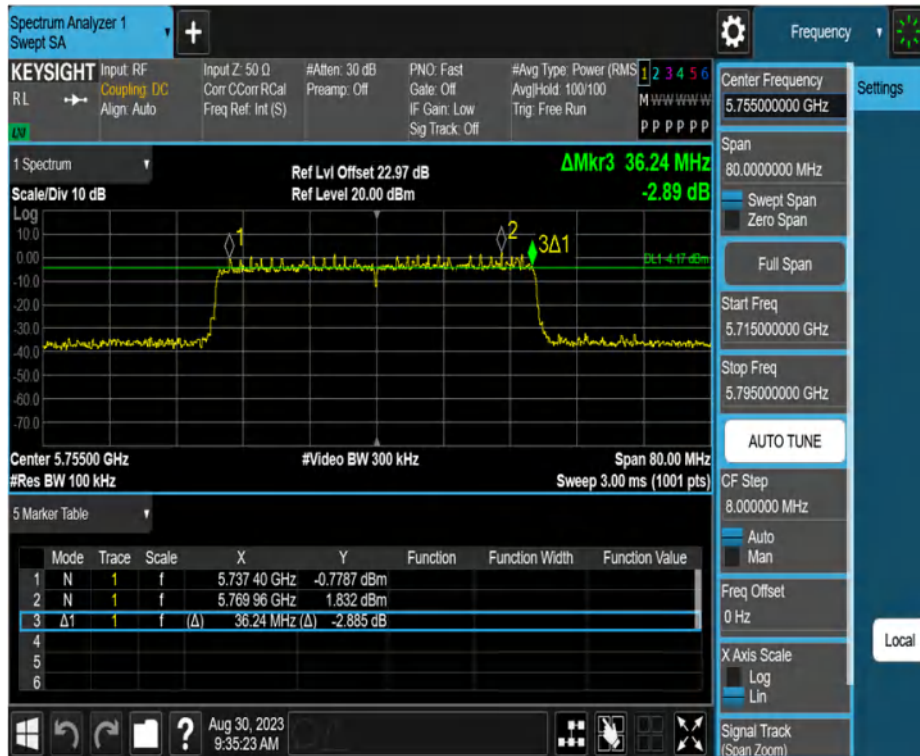 Spectrum Analyzer 1
Swept SA
+
Frequency
KEYSIGHT
RL
LNI
Input: RF
Coupling: DC
Align: Auto
Input Z: 50 Ω
Corr CCorr RCal
Freq Ref: Int (S)
#Atten: 30 dB
Preamp: Off
PNO: Fast
Gate: Off
IF Gain: Low
Sig Track: Off
#Avg Type: Power (RMS
Avg|Hold: 100/100
Trig: Free Run
1 2 3 4 5 6
M W W W W W
P P P P P P
1 Spectrum
Scale/Div 10 dB
Ref Lvl Offset 22.97 dB
Ref Level 20.00 dBm
ΔMkr3 36.24 MHz
-2.89 dB
Log
10.0
0.00
-10.0
-20.0
-30.0
-40.0
-50.0
-60.0
-70.0
1
2
3Δ1
DL1 -4.17 dBm
Center 5.75500 GHz
#Res BW 100 kHz
#Video BW 300 kHz
Span 80.00 MHz
Sweep 3.00 ms (1001 pts)
5 Marker Table
Mode Trace Scale X Y Function Function Width Function Value
1 N 1 f 5.737 40 GHz -0.7787 dBm
2 N 1 f 5.769 96 GHz 1.832 dBm
3 Δ1 1 f (Δ) 36.24 MHz (Δ) -2.885 dB
4
5
6
?
Aug 30, 2023
9:35:23 AM
Center Frequency
5.755000000 GHz
Span
80.0000000 MHz
Swept Span
Zero Span
Full Span
Start Freq
5.715000000 GHz
Stop Freq
5.795000000 GHz
AUTO TUNE
CF Step
8.000000 MHz
Auto
Man
Freq Offset
0 Hz
X Axis Scale
Log
Lin
Signal Track
(Span Zoom)
Settings
Local